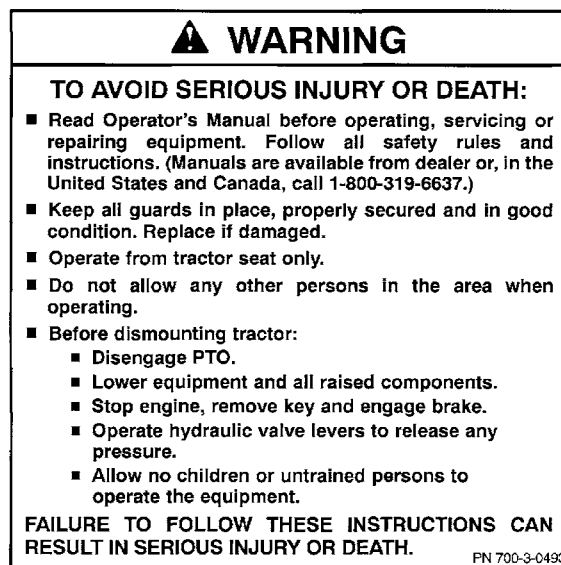 WARNING
TO AVOID SERIOUS INJURY OR DEATH:
■ Read Operator's Manual before operating, servicing or
repairing equipment. Follow all safety rules and
instructions. (Manuals are available from dealer or, in the
United States and Canada, call 1-800-319-6637.)
■ Keep all guards in place, properly secured and in good
condition. Replace if damaged.
■ Operate from tractor seat only.
■ Do not allow any other persons in the area when
operating.
■ Before dismounting tractor:
■ Disengage PTO.
■ Lower equipment and all raised components.
■ Stop engine, remove key and engage brake.
■ Operate hydraulic valve levers to release any
pressure.
■ Allow no children or untrained persons to
operate the equipment.
FAILURE TO FOLLOW THESE INSTRUCTIONS CAN
RESULT IN SERIOUS INJURY OR DEATH.
PN 700-3-0493